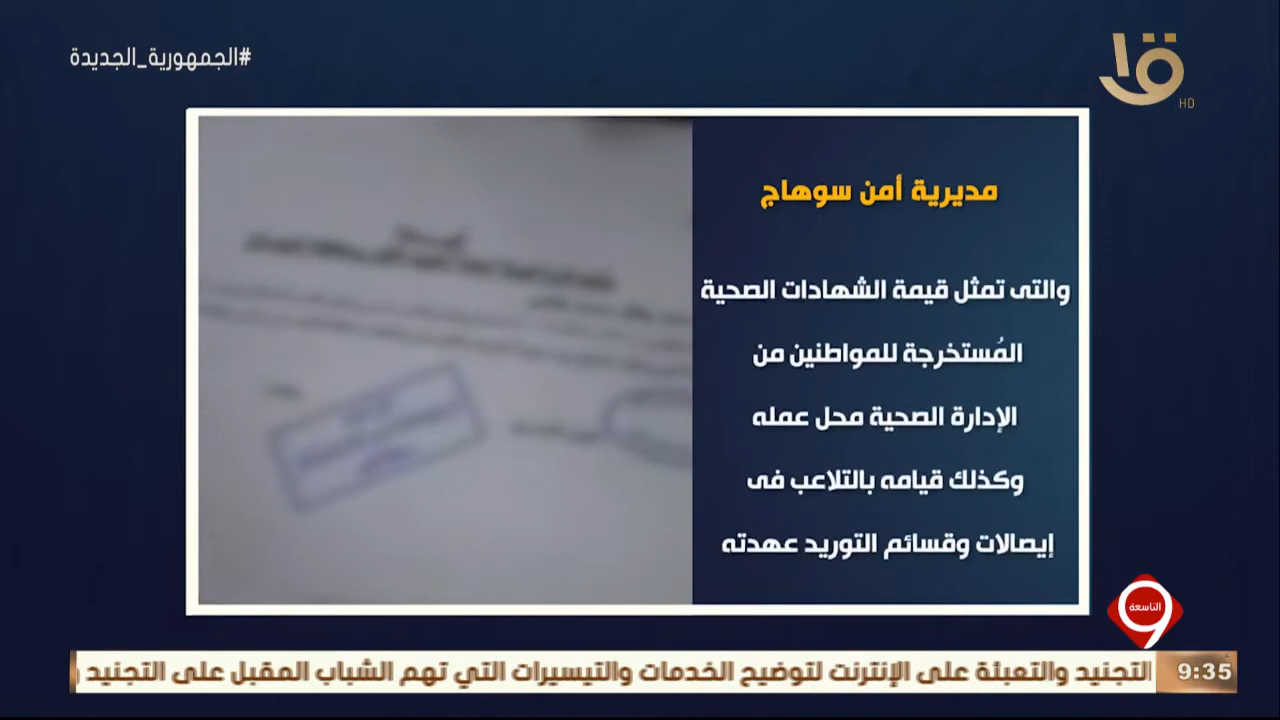 #الجمهورية_الجديدة
HD
مديرية أمن سوهاج
والتى تمثل قيمة الشهادات الصحية
المُستخرجة للمواطنين من
الإدارة الصحية محل عمله
وكذلك قيامه بالتلاعب فى
إيصالات وقسائم التوريد عهدته
التاسعة
9
9:35
التجنيد والتعبئة على الإنترنت لتوضيح الخدمات والتيسيرات التي تهم الشباب المقبل على التجنيد